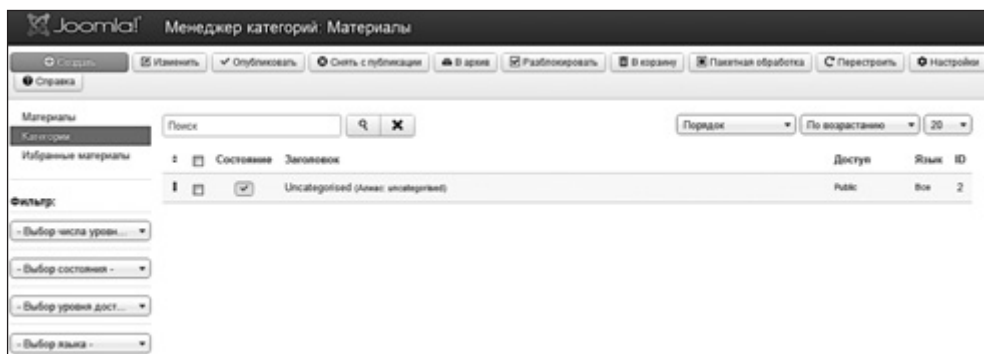 Joomla! Менеджер категорий: Материалы
Создать Изменить Опубликовать Снять с публикации В архив Разблокировать В корзину Пакетная обработка Перестроить Настройки
Справка
Материалы
Категории
Избранные материалы
Поиск Порядок По возрастанию 20
Состояние Заголовок Доступ Язык ID
Uncategorised (Алиас: uncategorised) Public Все 2
Фильтр:
- Выбор числа уровн...
- Выбор состояния -
- Выбор уровня дост...
- Выбор языка -